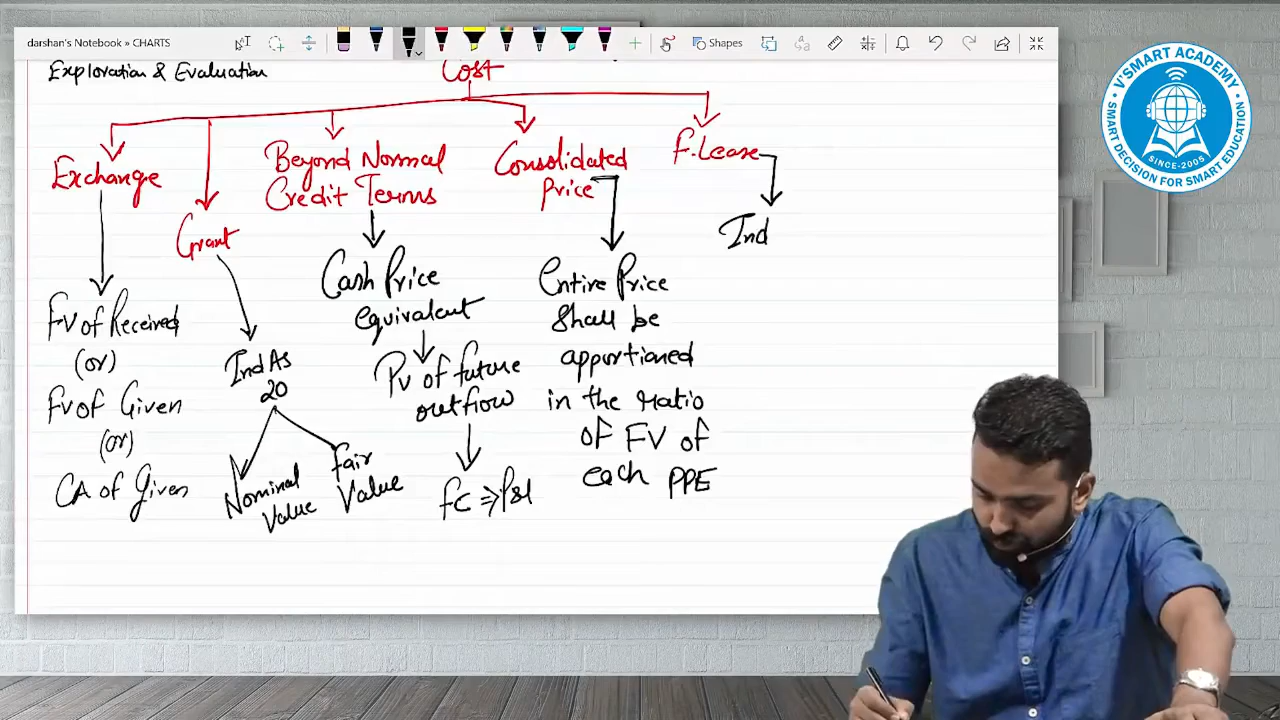 darshan's Notebook » CHARTS
Shapes
Exploration & Evaluation
Cost
Exchange
Grant
Beyond Normal
Credit Terms
Consolidated
Price
F. Lease
FV of Received
(or)
FV of Given
(or)
CA of Given
Ind As
20
Nominal
Value
Fair
Value
Cash Price
equivalent
PV of future
outflow
FC ⇒ P&l
Entire Price
Shall be
apportioned
in the ratio
of FV of
each PPE
Ind
V'SMART ACADEMY
SINCE-2005
SMART DECISION FOR SMART EDUCATION